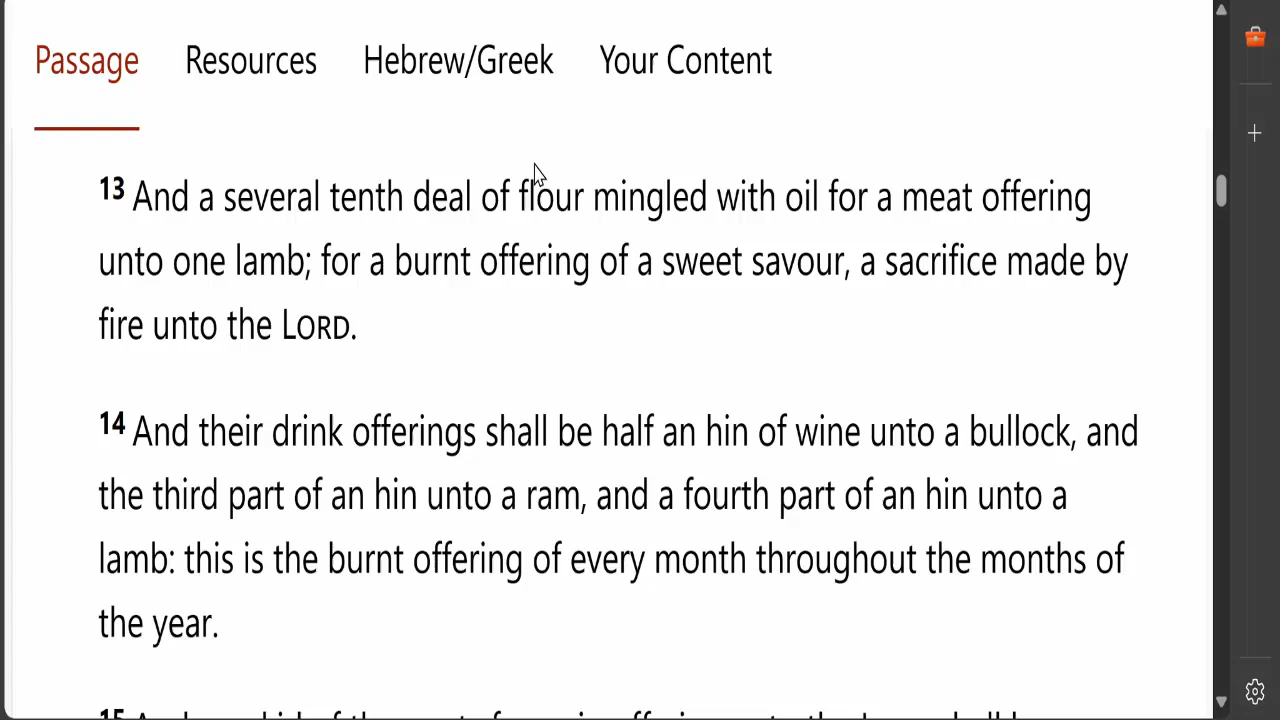 Passage Resources Hebrew/Greek Your Content
13 And a several tenth deal of flour mingled with oil for a meat offering
unto one lamb; for a burnt offering of a sweet savour, a sacrifice made by
fire unto the LORD.
14 And their drink offerings shall be half an hin of wine unto a bullock, and
the third part of an hin unto a ram, and a fourth part of an hin unto a
lamb: this is the burnt offering of every month throughout the months of
the year.